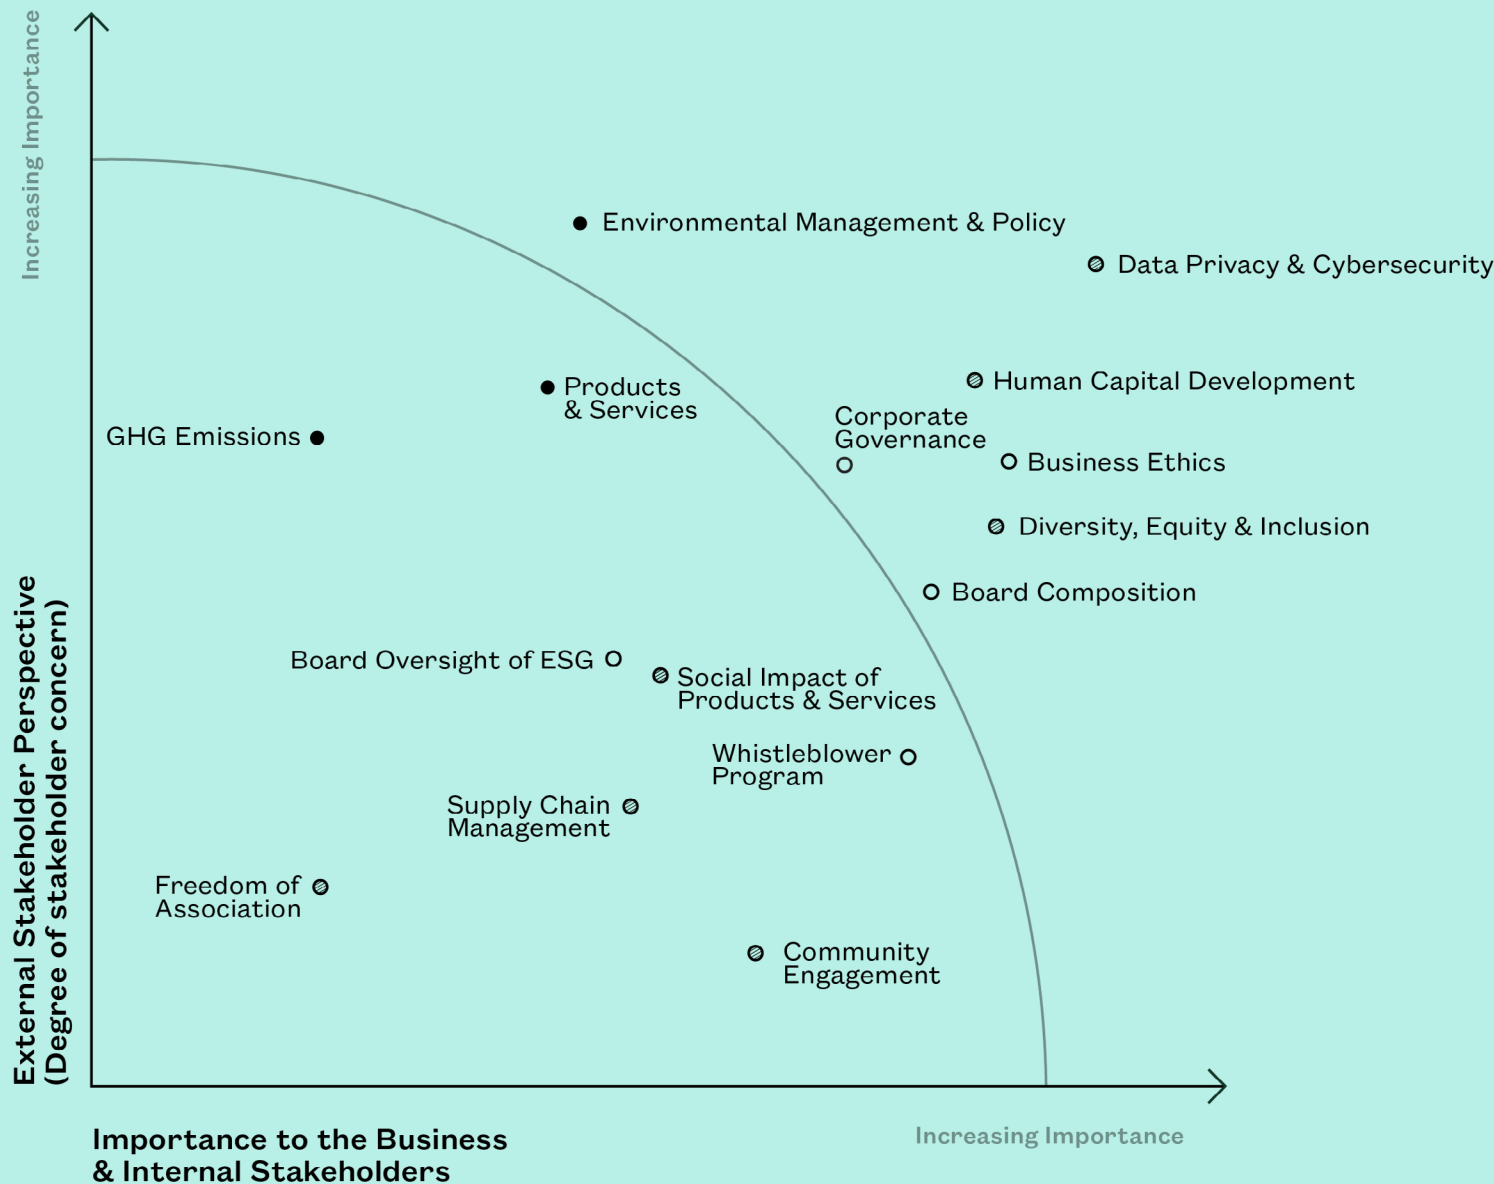 Increasing Importance
Environmental Management & Policy
Data Privacy & Cybersecurity
Human Capital Development
Products
& Services
Corporate
Governance
GHG Emissions
Business Ethics
Diversity, Equity & Inclusion
Board Composition
Board Oversight of ESG
Social Impact of
Products & Services
Whistleblower
Program
Supply Chain
Management
Freedom of
Association
Community
Engagement
External Stakeholder Perspective
(Degree of stakeholder concern)
Importance to the Business
& Internal Stakeholders
Increasing Importance